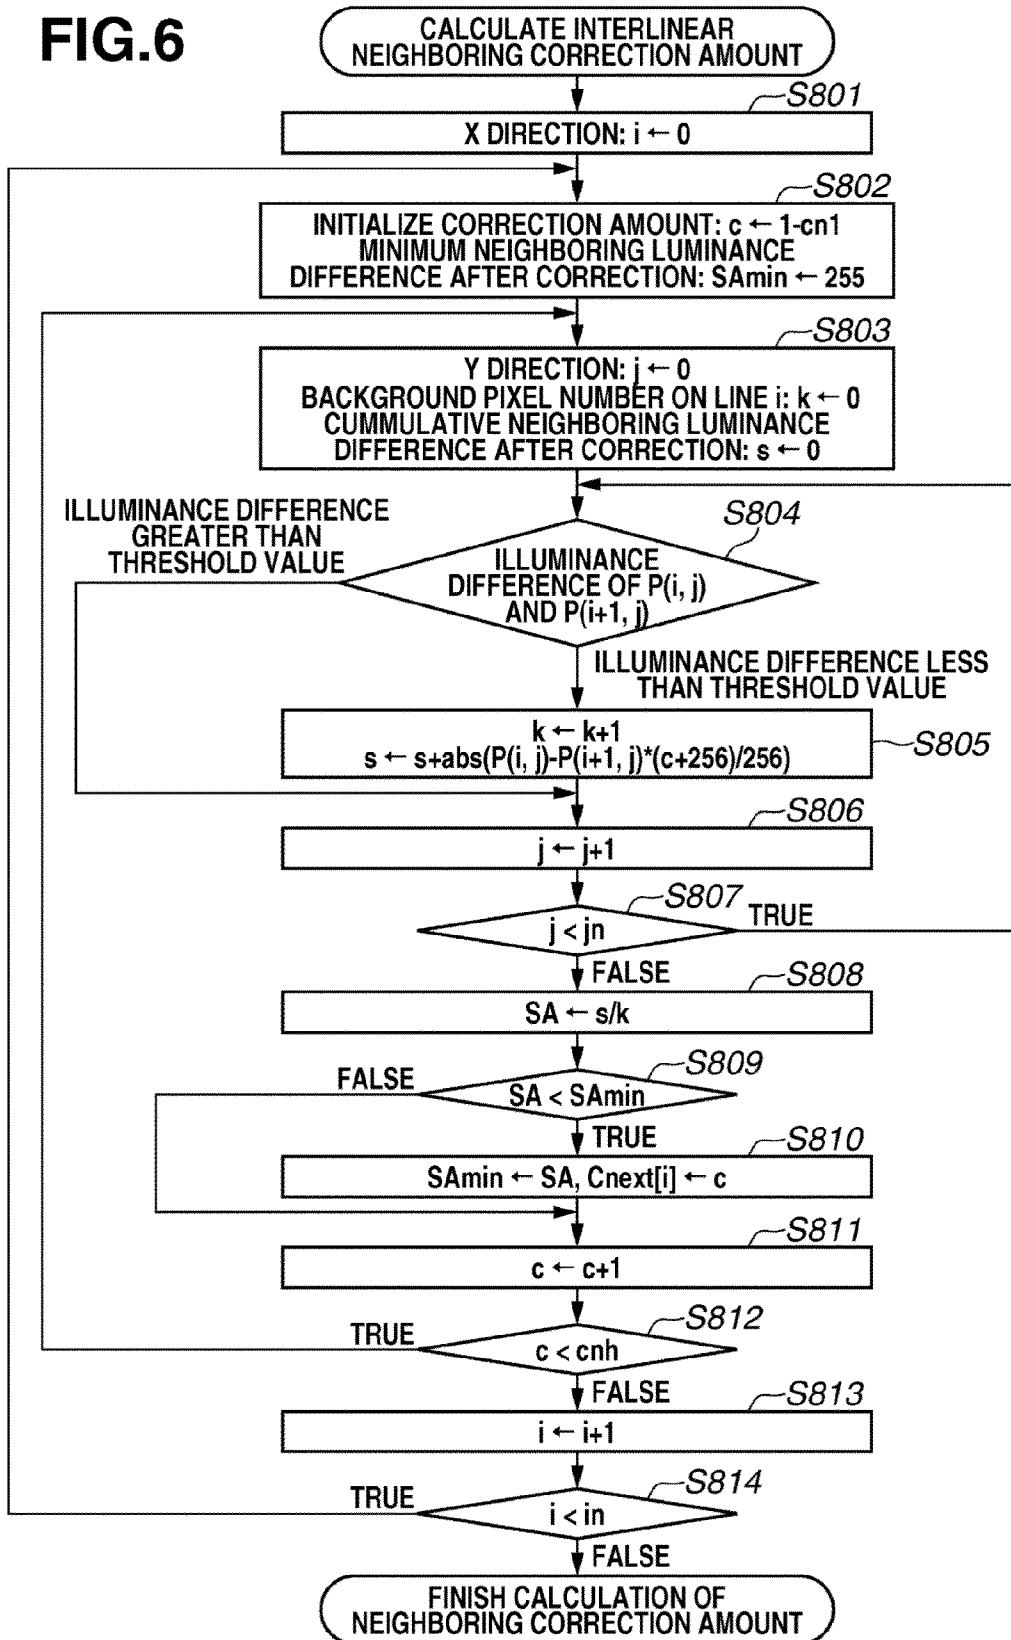 FIG.6
CALCULATE INTERLINEAR
NEIGHBORING CORRECTION AMOUNT
S801
X DIRECTION: i ← 0
S802
INITIALIZE CORRECTION AMOUNT: c ← 1-cn1
MINIMUM NEIGHBORING LUMINANCE
DIFFERENCE AFTER CORRECTION: SAmin ← 255
S803
Y DIRECTION: j ← 0
BACKGROUND PIXEL NUMBER ON LINE i: k ← 0
CUMMULATIVE NEIGHBORING LUMINANCE
DIFFERENCE AFTER CORRECTION: s ← 0
ILLUMINANCE DIFFERENCE
GREATER THAN
THRESHOLD VALUE
S804
ILLUMINANCE
DIFFERENCE OF P(i, j)
AND P(i+1, j)
ILLUMINANCE DIFFERENCE LESS
THAN THRESHOLD VALUE
k ← k+1
s ← s+abs(P(i, j)-P(i+1, j)*(c+256)/256)
S805
S806
j ← j+1
S807
j < jn
TRUE
FALSE
S808
SA ← s/k
S809
FALSE
SA < SAmin
TRUE
S810
SAmin ← SA, Cnext[i] ← c
S811
c ← c+1
S812
TRUE
c < cnh
FALSE
S813
i ← i+1
S814
TRUE
i < in
FALSE
FINISH CALCULATION OF
NEIGHBORING CORRECTION AMOUNT